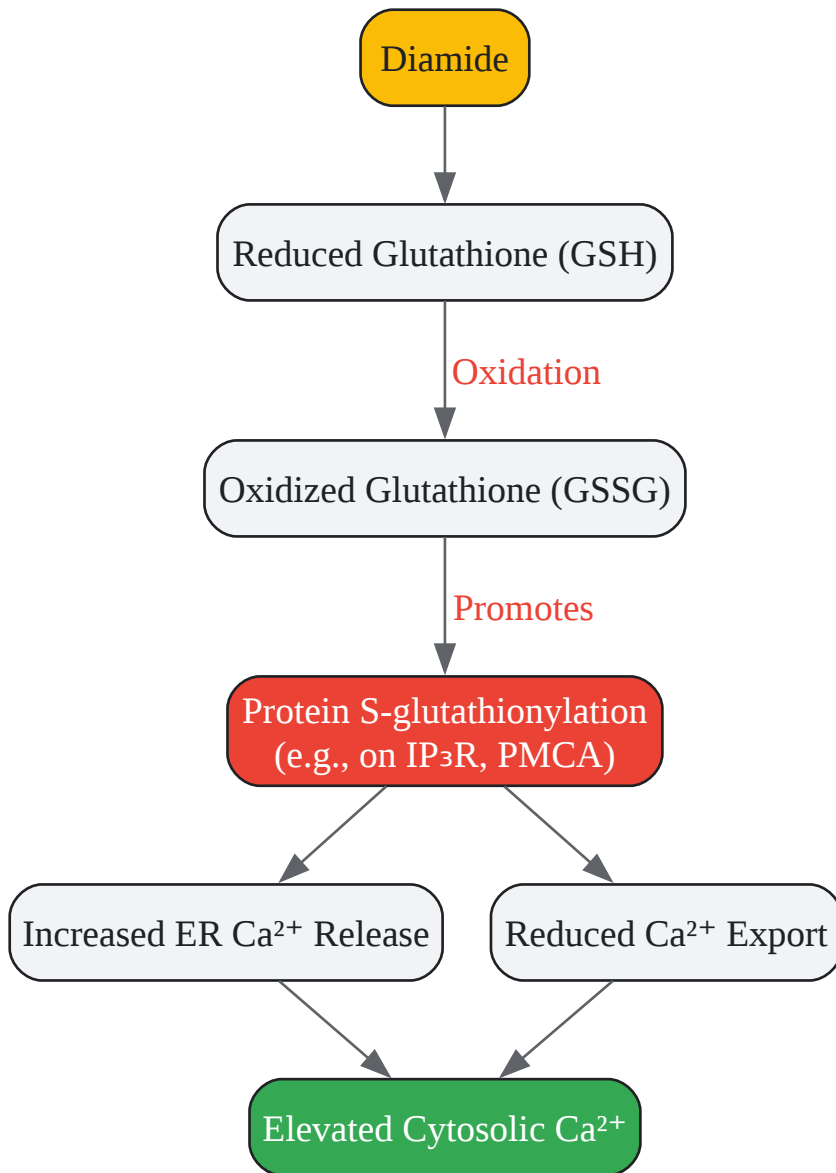 Diamide
Reduced Glutathione (GSH)
Oxidation
Oxidized Glutathione (GSSG)
Promotes
Protein S-glutathionylation
(e.g., on IP₃R, PMCA)
Increased ER Ca²⁺ Release
Reduced Ca²⁺ Export
Elevated Cytosolic Ca²⁺